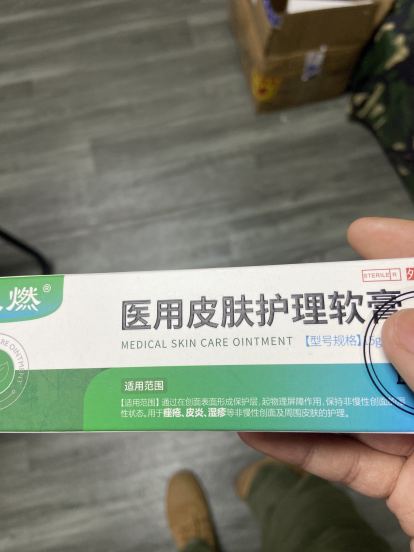 燃®
医用皮肤护理软膏
STERILE R
外
MEDICAL SKIN CARE OINTMENT
【型号规格】
适用范围
【适用范围】通过在创面表面形成保护层，起物理屏障作用，保持非慢性创面
性状态。用于痤疮、皮炎、湿疹等非慢性创面及周围皮肤的护理。